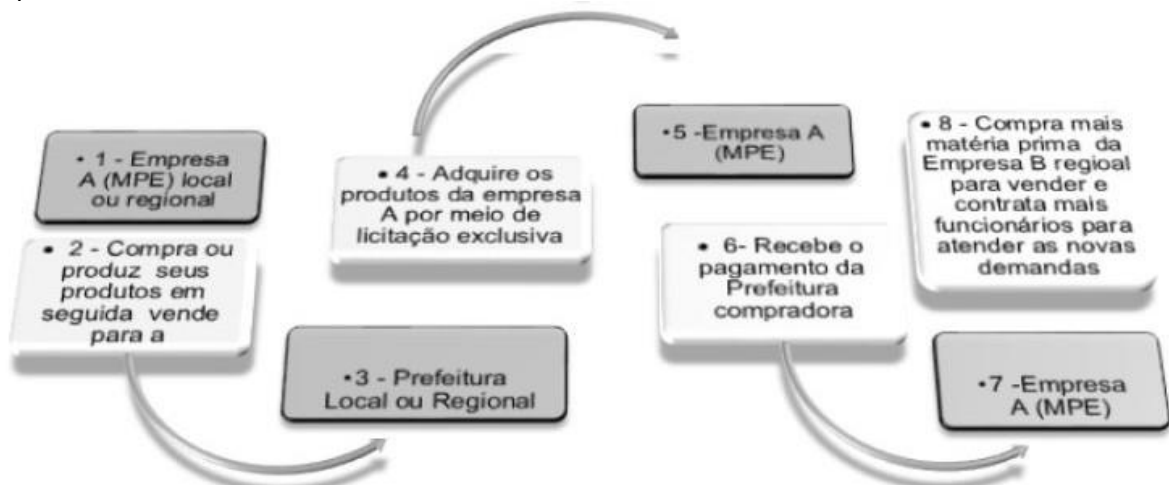 • 1 - Empresa
A (MPE) local
ou regional
• 2 - Compra ou
produz seus
produtos em
seguida vende
para a
•3 - Prefeitura
Local ou Regional
• 4 - Adquire os
produtos da empresa
A por meio de
licitação exclusiva
•5 -Empresa A
(MPE)
• 6- Recebe o
pagamento da
Prefeitura
compradora
•7 -Empresa
A (MPE)
• 8 - Compra mais
matéria prima da
Empresa B regioal
para vender e
contrata mais
funcionários para
atender as novas
demandas